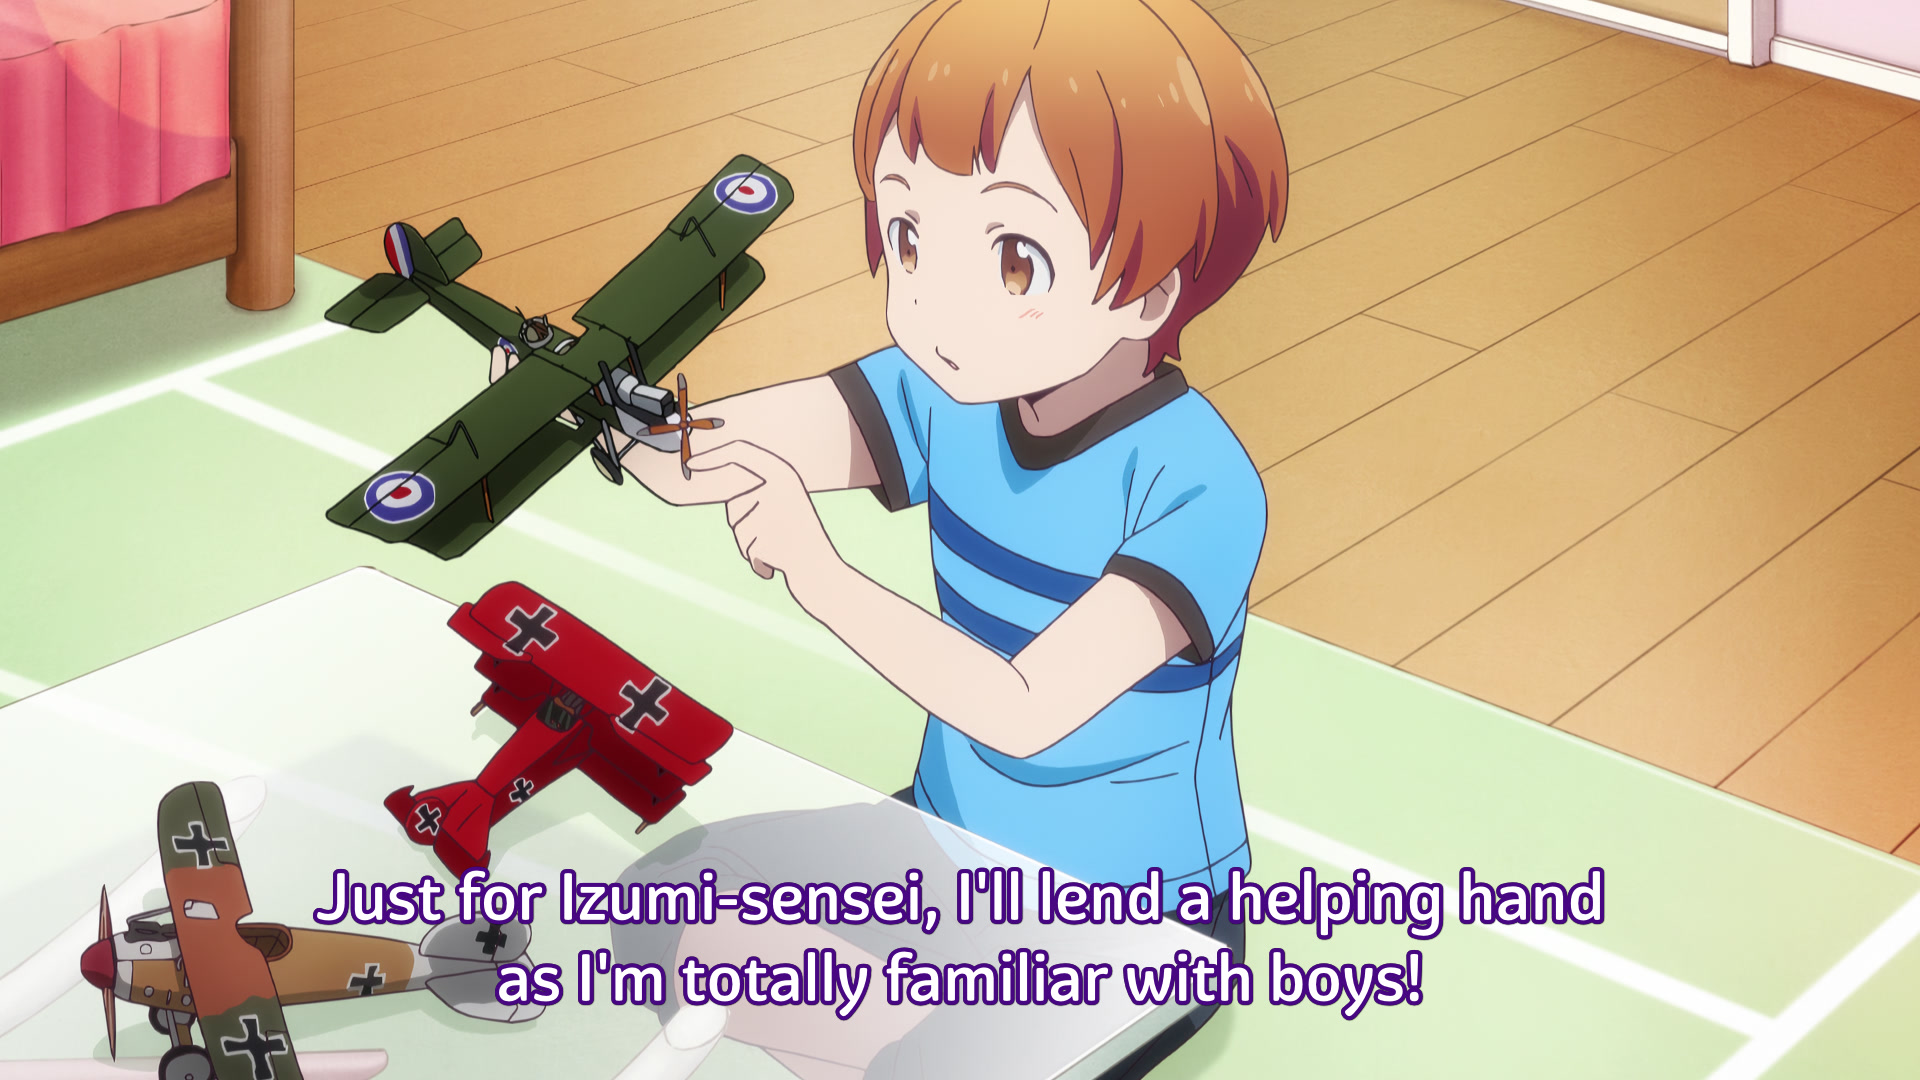 Just for Izumi-sensei, I'll lend a helping hand
as I'm totally familiar with boys!